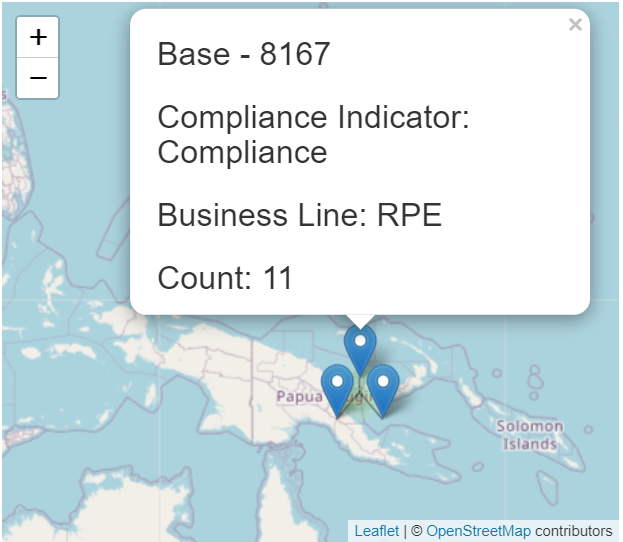 +
−
×
Base - 8167
Compliance Indicator:
Compliance
Business Line: RPE
Count: 11
s
Papua
Solomon
Islands
Leaflet | © OpenStreetMap contributors